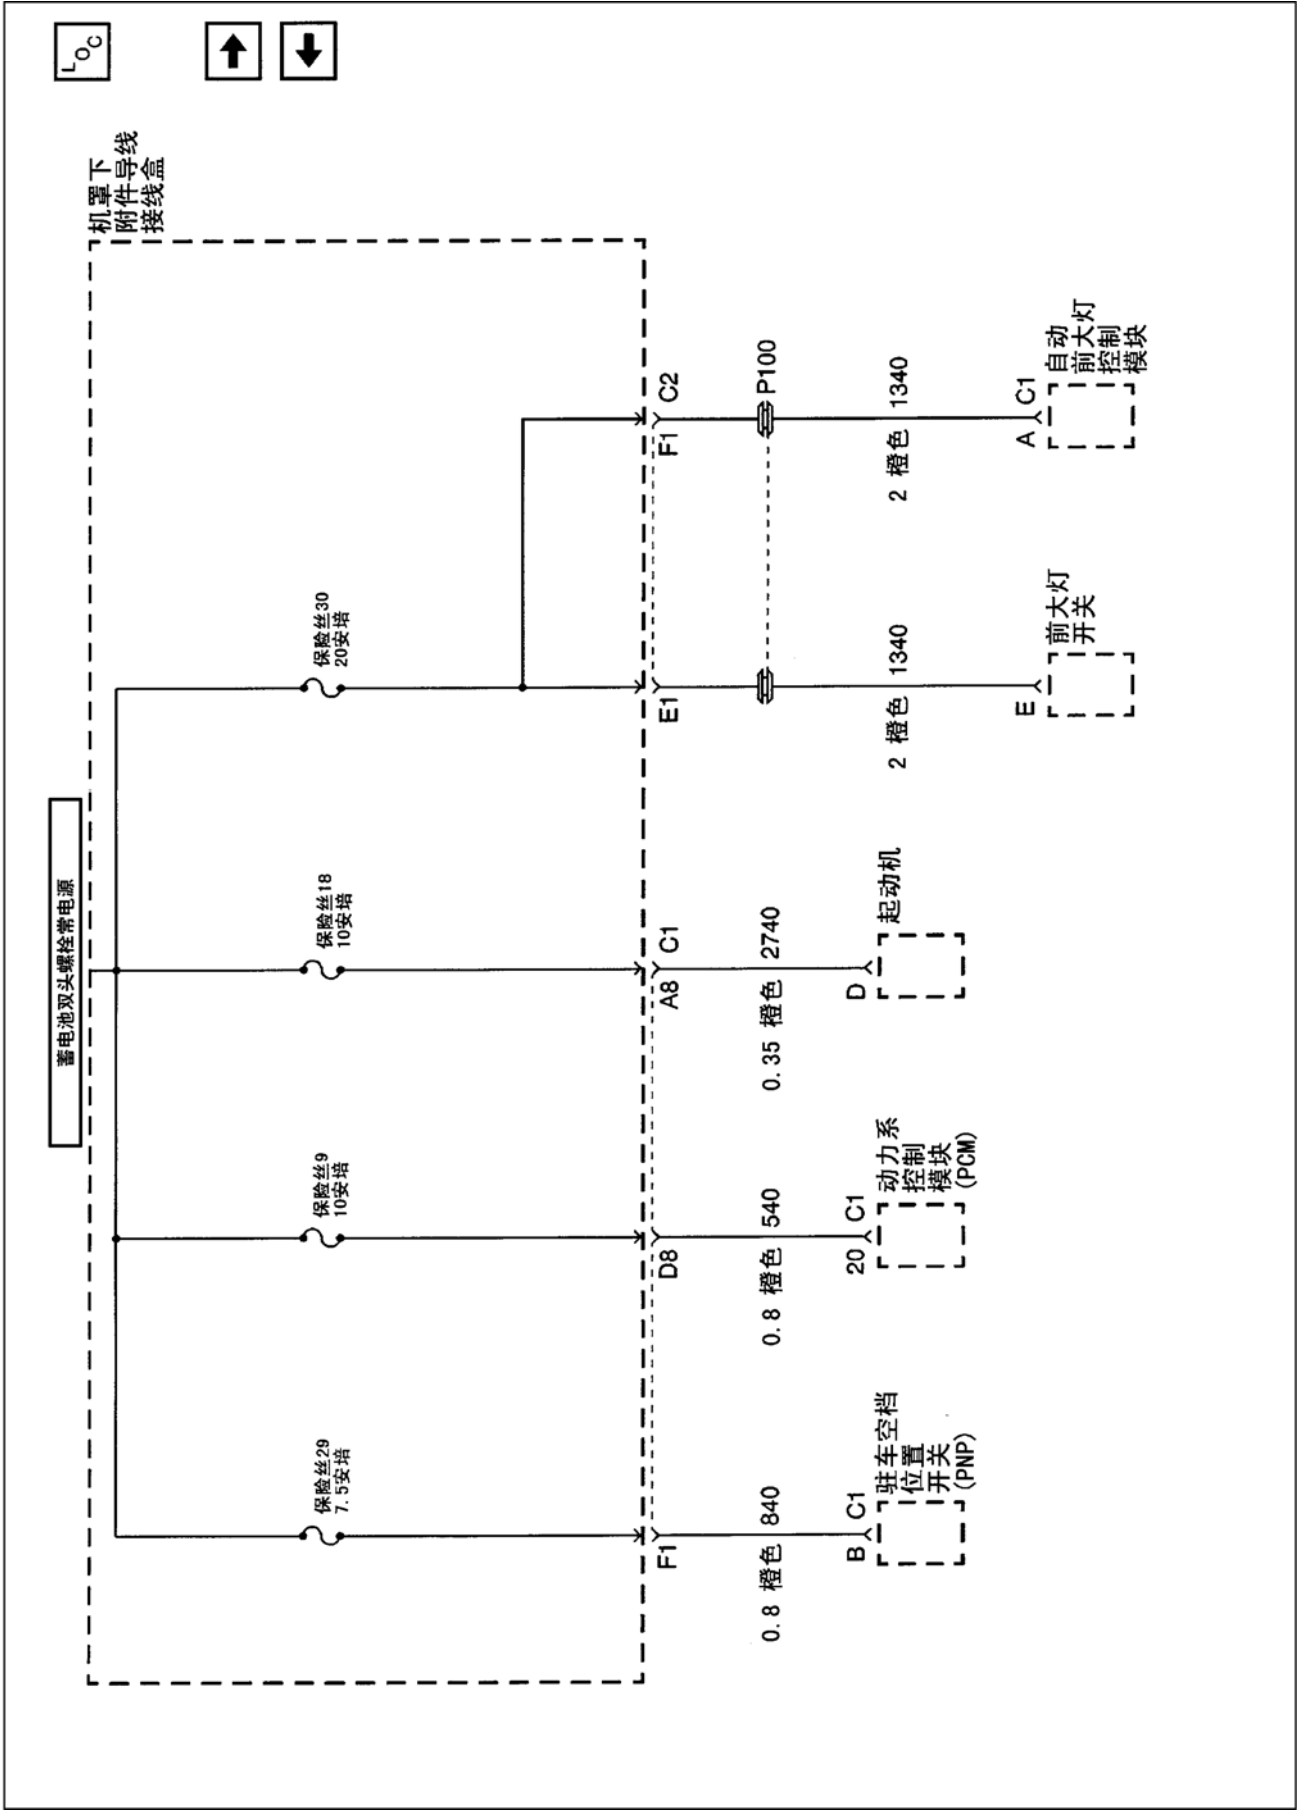 LOC
机罩下
附件导线
接线盒
蓄电池双头螺栓常电源
保险丝29
7.5安培
保险丝9
10安培
保险丝18
10安培
保险丝30
20安培
F1
D8
A8 C1
E1
F1 C2
P100
0.8 橙色 840
0.8 橙色 540
0.35 橙色 2740
2 橙色 1340
2 橙色 1340
B C1
20 C1
D
E
A C1
驻车空档
位置
开关
(PNP)
动力系
控制
模块
(PCM)
起动机
前大灯
开关
自动
前大灯
控制
模块